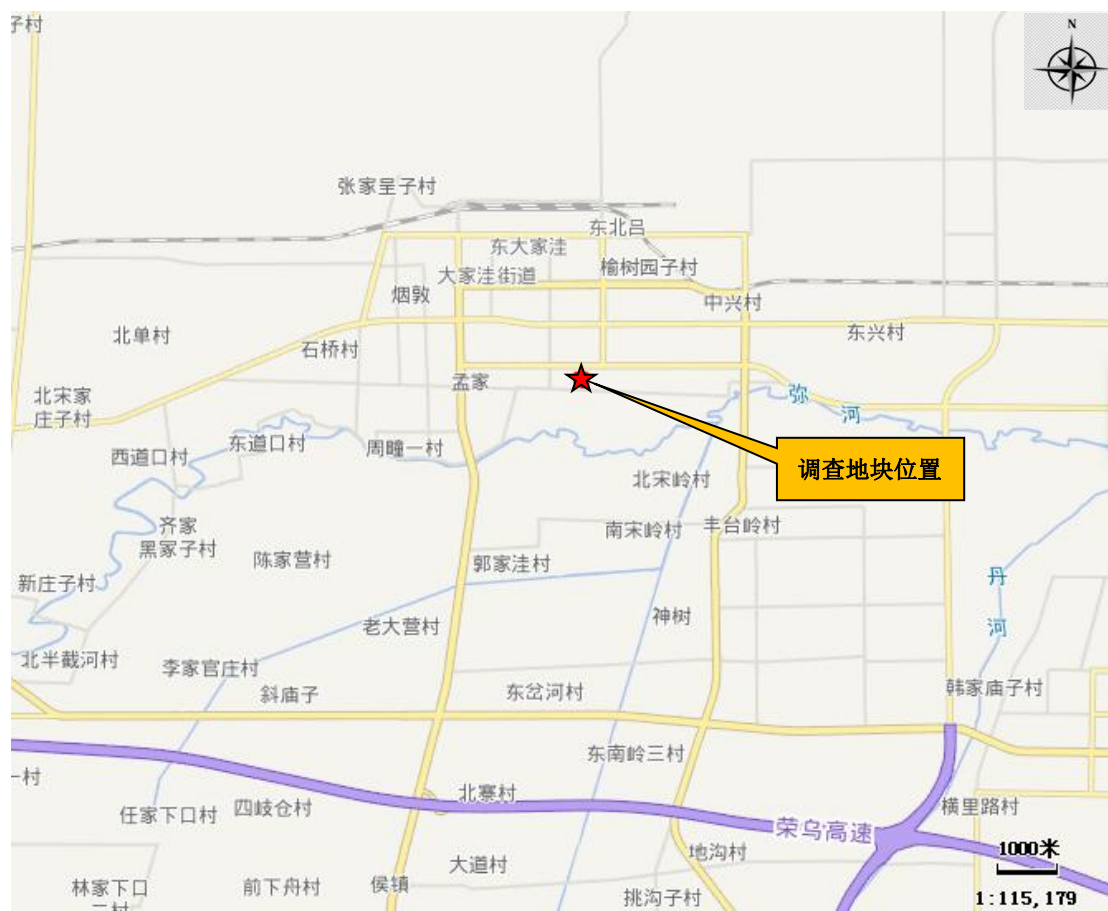 子村
N
张家呈子村
东北吕
东大家洼
榆树园子村
大家洼街道
烟敦
中兴村
北单村
东兴村
石桥村
孟家
北宋家
庄子村
弥
河
东道口村
周疃一村
西道口村
调查地块位置
北宋岭村
齐家
黑冢子村
南宋岭村
丰台岭村
陈家营村
郭家洼村
新庄子村
丹
河
神树
老大营村
北半截河村
李家官庄村
斜庙子
东岔河村
韩家庙子村
东南岭三村
一村
北寨村
任家下口村
四岐仓村
横里路村
荣乌高速
1000米
大道村
地沟村
林家下口
二村
前下舟村
侯镇
挑沟子村
1:115,179